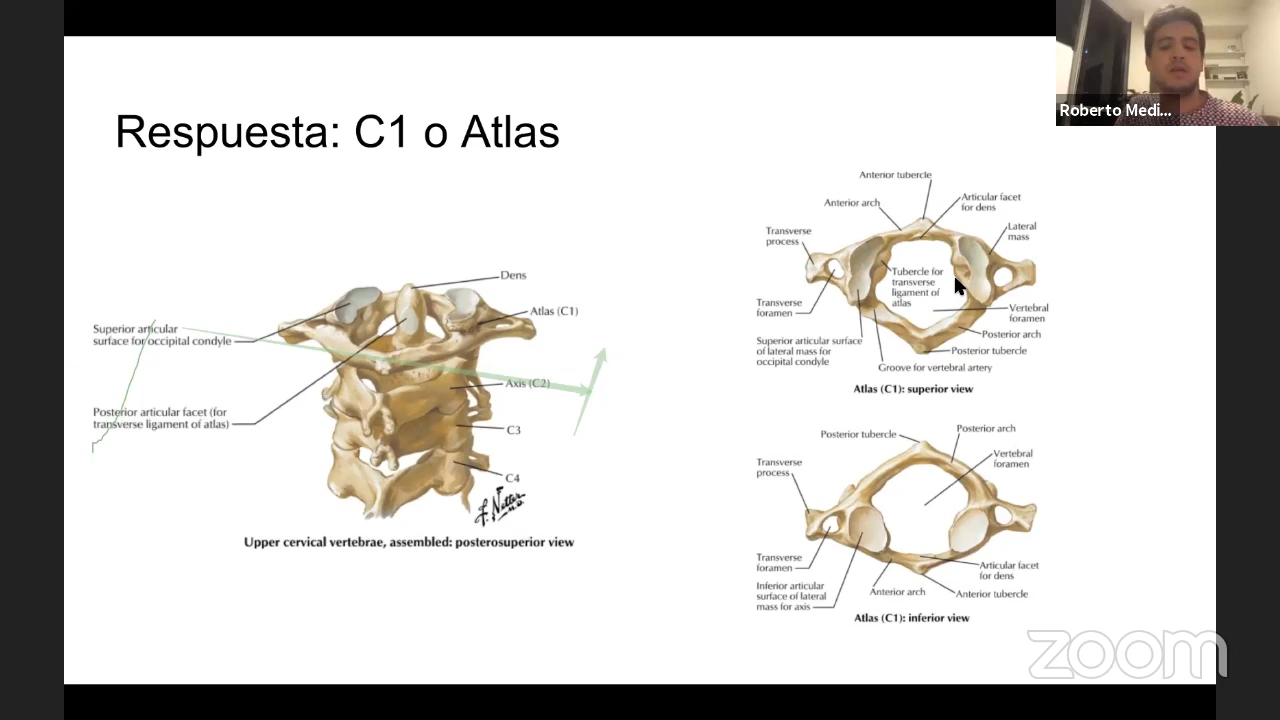 Roberto Medi...
Respuesta: C1 o Atlas
Dens
Atlas (C1)
Superior articular
surface for occipital condyle
Axis (C2)
Posterior articular facet (for
transverse ligament of atlas)
C3
C4
Upper cervical vertebrae, assembled: posterosuperior view
Anterior tubercle
Anterior arch
Articular facet
for dens
Transverse
process
Lateral
mass
Tubercle for
transverse
ligament of
atlas
Transverse
foramen
Vertebral
foramen
Posterior arch
Superior articular surface
of lateral mass for
occipital condyle
Posterior tubercle
Groove for vertebral artery
Atlas (C1): superior view
Posterior tubercle
Posterior arch
Vertebral
foramen
Transverse
process
Transverse
foramen
Articular facet
for dens
Inferior articular
surface of lateral
mass for axis
Anterior arch
Anterior tubercle
Atlas (C1): inferior view
zoom